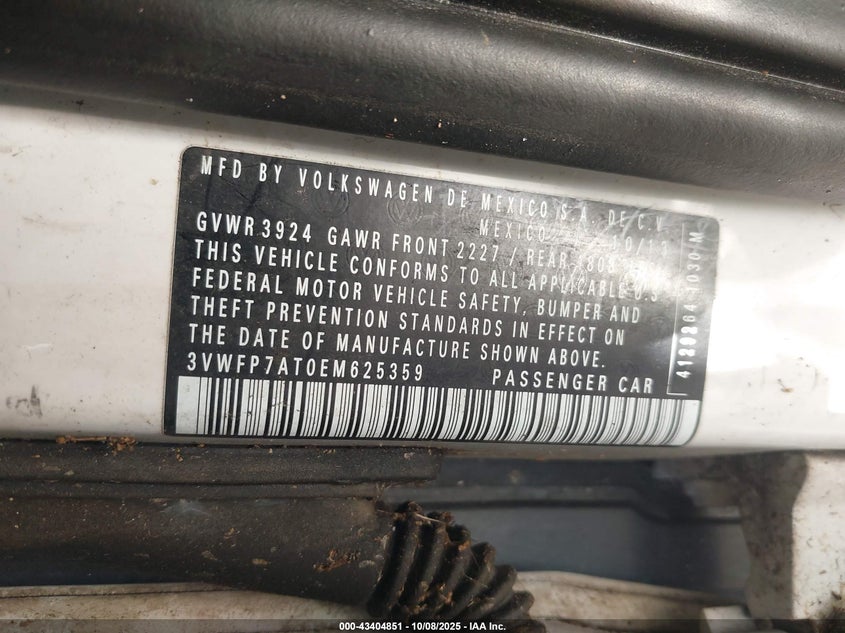 MFD BY VOLKSWAGEN DE MEXICO S.A. DE C.V.
MEXICO 10/13
GVWR 3924 GAWR FRONT 2227 / REAR
THIS VEHICLE CONFORMS TO ALL APPLICABLE U.S.
FEDERAL MOTOR VEHICLE SAFETY, BUMPER AND
THEFT PREVENTION STANDARDS IN EFFECT ON
THE DATE OF MANUFACTURE SHOWN ABOVE.
3VWFP7AT0EM625359 PASSENGER CAR
000-43404851 - 10/08/2025 - IAA Inc.